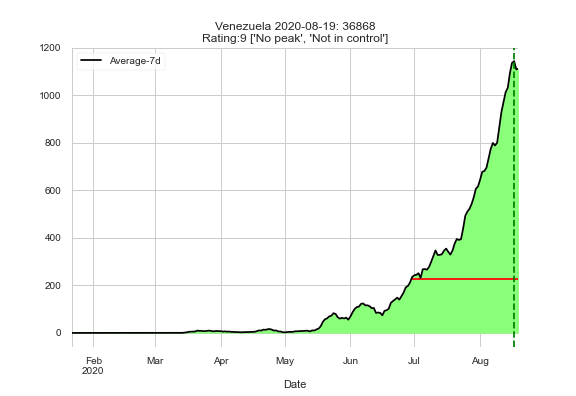 Venezuela 2020-08-19: 36868
Rating:9 ['No peak', 'Not in control']
Average-7d
1200
1000
800
600
400
200
0
Feb Mar Apr May Jun Jul Aug
2020
Date